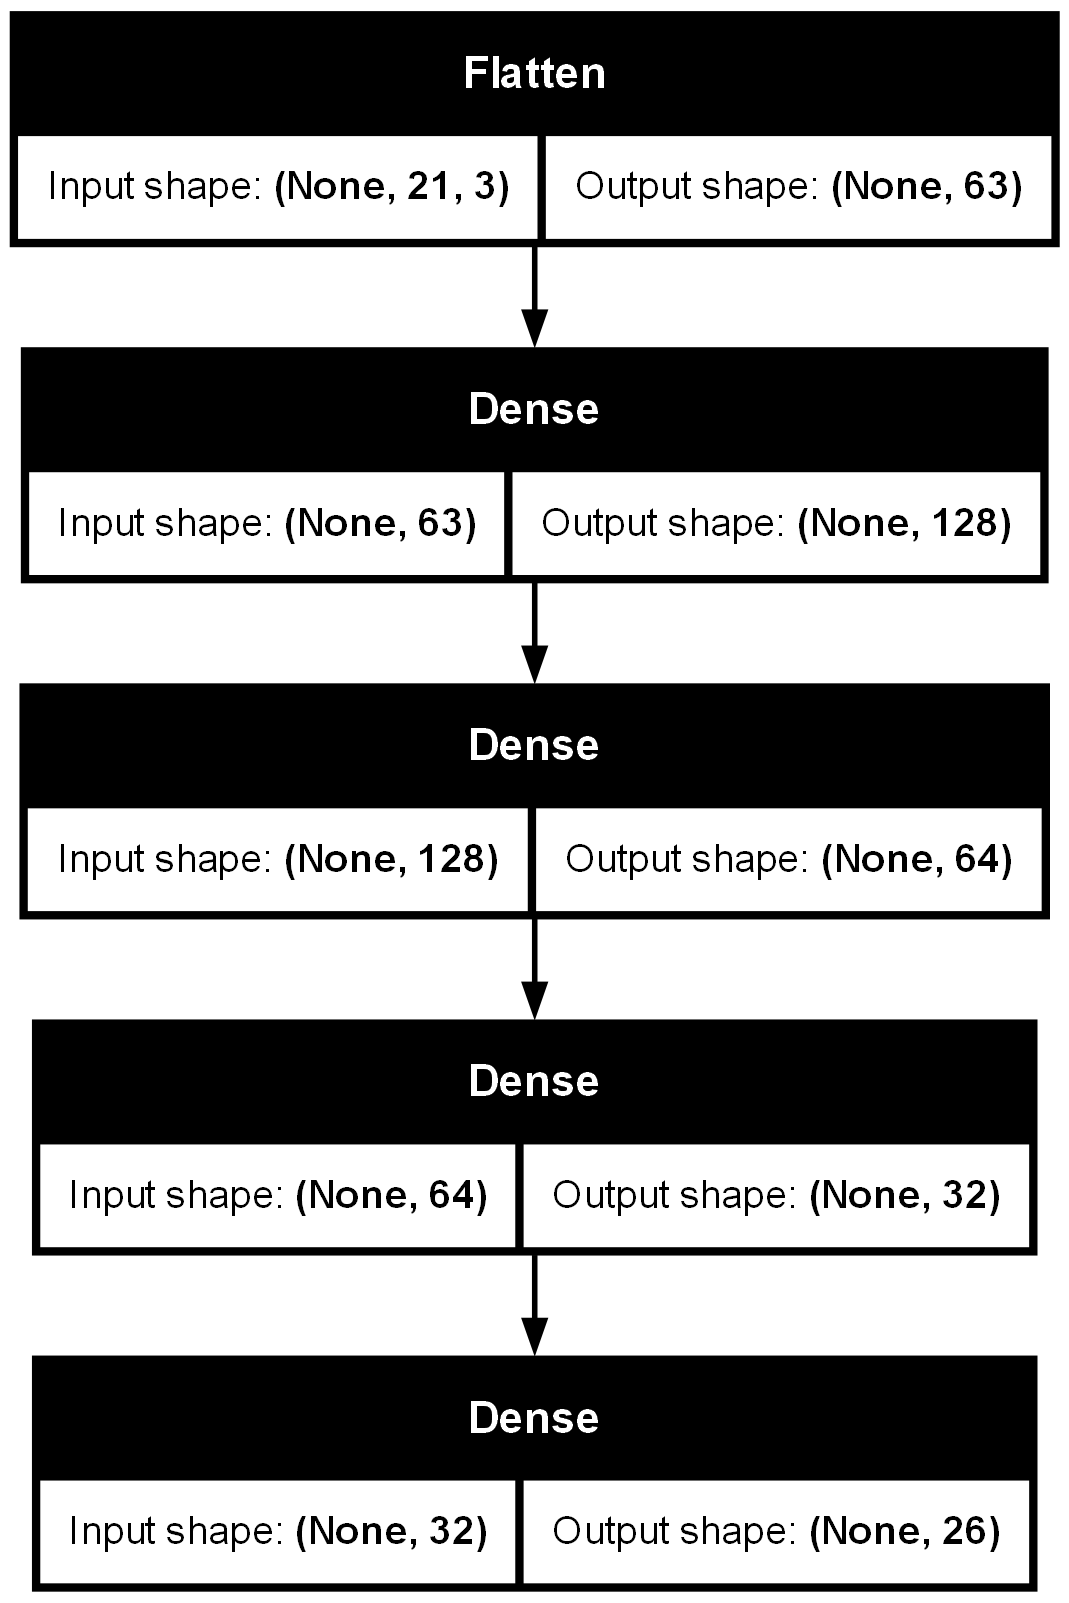 Flatten
Input shape: (None, 21, 3) Output shape: (None, 63)
Dense
Input shape: (None, 63) Output shape: (None, 128)
Dense
Input shape: (None, 128) Output shape: (None, 64)
Dense
Input shape: (None, 64) Output shape: (None, 32)
Dense
Input shape: (None, 32) Output shape: (None, 26)